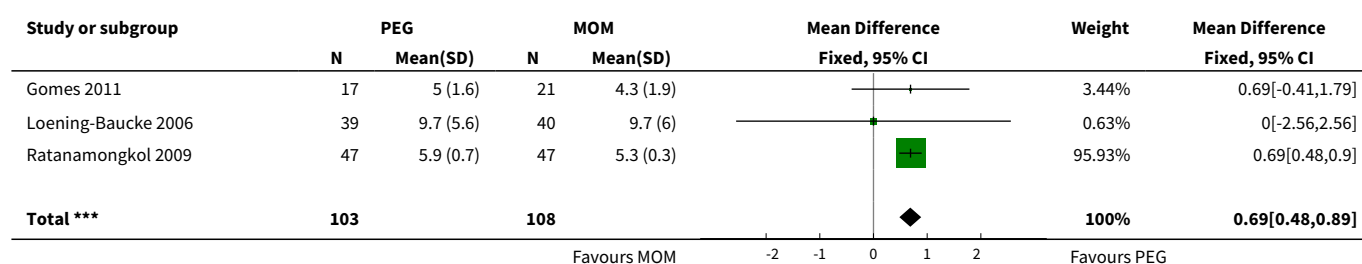 Study or subgroup PEG MOM Mean Difference Weight Mean Difference
N Mean(SD) N Mean(SD) Fixed, 95% CI Fixed, 95% CI
Gomes 2011 17 5 (1.6) 21 4.3 (1.9) 3.44% 0.69[-0.41,1.79]
Loening-Baucke 2006 39 9.7 (5.6) 40 9.7 (6) 0.63% 0[-2.56,2.56]
Ratanamongkol 2009 47 5.9 (0.7) 47 5.3 (0.3) 95.93% 0.69[0.48,0.9]
Total *** 103 108 100% 0.69[0.48,0.89]
Favours MOM -2 -1 0 1 2 Favours PEG